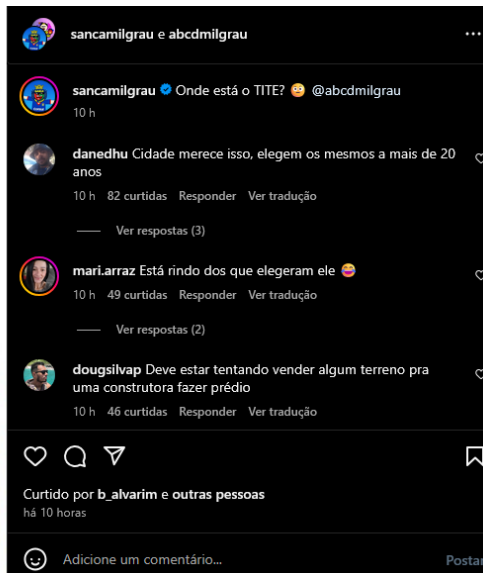 sancamilgrau e abcdmilgrau
sancamilgrau Onde está o TITE? 🥴 @abcdmilgrau
10 h
danedhu Cidade merece isso, elegem os mesmos a mais de 20
anos
10 h 82 curtidas Responder Ver tradução
Ver respostas (3)
mari.arraz Está rindo dos que elegeram ele 😂
10 h 49 curtidas Responder Ver tradução
Ver respostas (2)
dougsilvap Deve estar tentando vender algum terreno pra
uma construtora fazer prédio
10 h 46 curtidas Responder Ver tradução
Curtido por b_alvarim e outras pessoas
há 10 horas
Adicione um comentário...
Postar